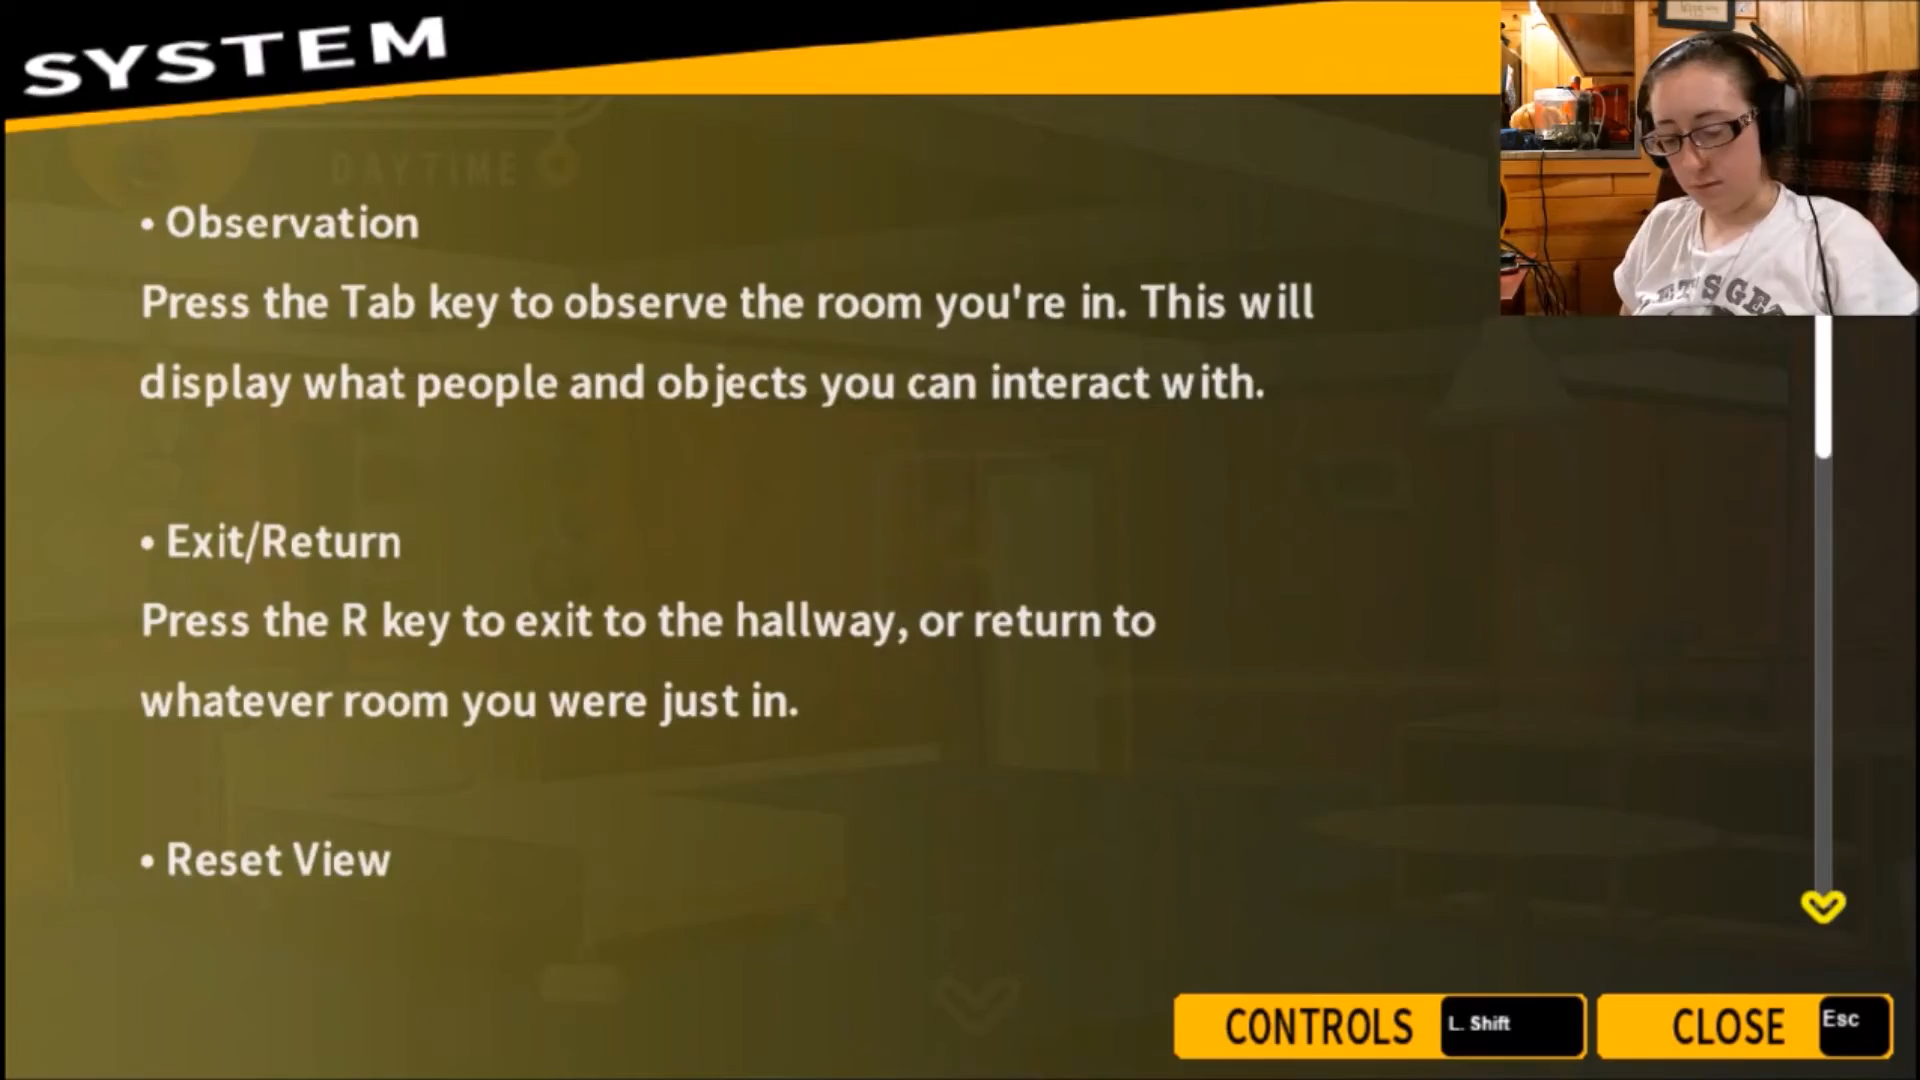 SYSTEM
DAYTIME
• Observation
Press the Tab key to observe the room you're in. This will
display what people and objects you can interact with.
• Exit/Return
Press the R key to exit to the hallway, or return to
whatever room you were just in.
• Reset View
CONTROLS L. Shift
CLOSE Esc